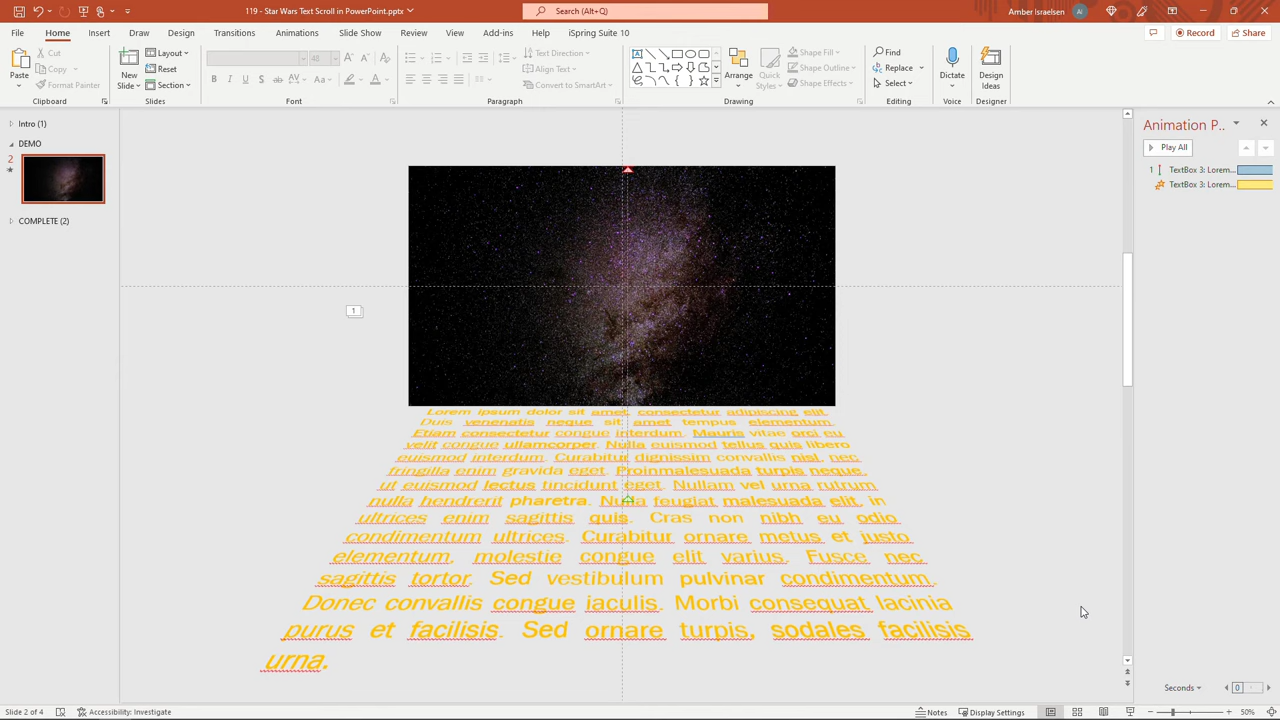 119 - Star Wars Text Scroll in PowerPoint.pptx
Search (Alt+Q)
Amber Israelsen
AI
File Home Insert Draw Design Transitions Animations Slide Show Review View Add-ins Help iSpring Suite 10
Record
Share
Paste
Cut
Copy
Format Painter
Clipboard
New Slide
Layout
Reset
Section
Slides
48
Font
Text Direction
Align Text
Convert to SmartArt
Paragraph
Arrange
Quick Styles
Shape Fill
Shape Outline
Shape Effects
Drawing
Find
Replace
Select
Editing
Dictate
Voice
Design Ideas
Designer
Intro (1)
DEMO
2
COMPLETE (2)
1
Lorem ipsum dolor sit amet, consectetur adipiscing elit.
Duis venenatis neque sit amet tempus elementum.
Etiam consectetur congue interdum. Mauris vitae orci eu
velit congue ullamcorper. Nulla euismod tellus quis libero
euismod interdum. Curabitur dignissim convallis nisl, nec
fringilla enim gravida eget. Proinmalesuada turpis neque,
ut euismod lectus tincidunt eget. Nullam vel urna rutrum,
nulla hendrerit pharetra. Nulla feugiat malesuada elit, in
ultrices enim sagittis quis. Cras non nibh eu odio
condimentum ultrices. Curabitur ornare metus et justo
elementum, molestie congue elit varius. Fusce nec
sagittis tortor. Sed vestibulum pulvinar condimentum.
Donec convallis congue iaculis. Morbi consequat lacinia
purus et facilisis. Sed ornare turpis, sodales facilisis
urna.
Animation P...
Play All
1 TextBox 3: Lorem...
TextBox 3: Lorem...
Seconds
0
Slide 2 of 4
Accessibility: Investigate
Notes
Display Settings
50%